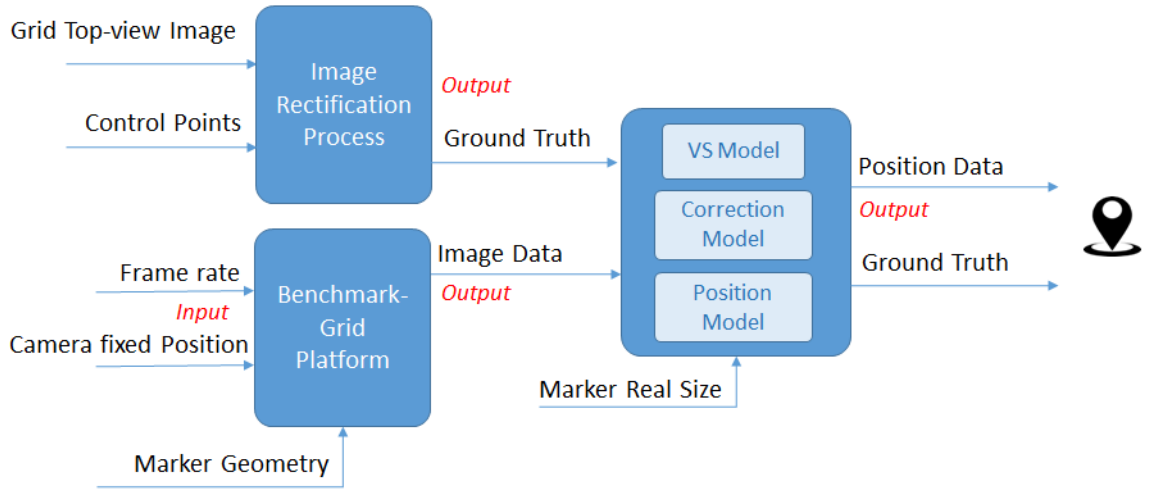 Grid Top-view Image
Control Points
Image
Rectification
Process
Output
Ground Truth
VS Model
Correction
Model
Position
Model
Position Data
Output
Ground Truth
Frame rate
Input
Camera fixed Position
Benchmark-
Grid
Platform
Image Data
Output
Marker Real Size
Marker Geometry